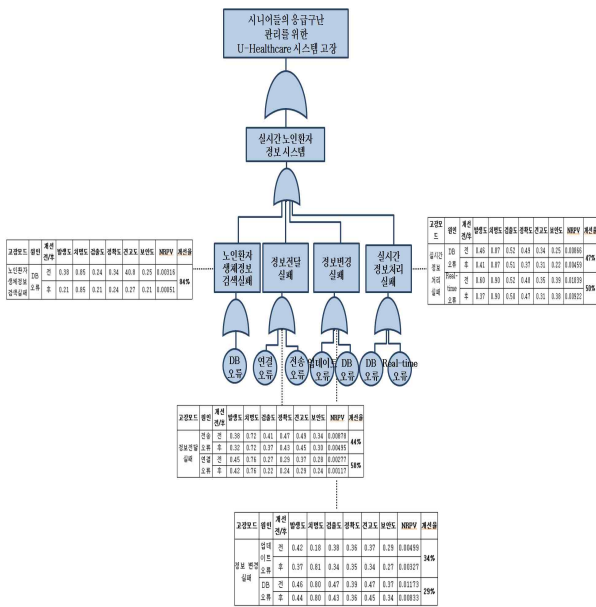 시니어들의 응급구난
관리를 위한
U-Healthcare 시스템 고장
실시간 노인환자
정보 시스템
노인환자
생체정보
검색실패
정보전달
실패
정보변경
실패
실시간
정보처리
실패
DB
오류
연결
오류
전송
오류
업데이트
오류
DB
오류
DB
오류
Real-time
오류
고장모드 원인 개선전/후 발생도 치명도 검출도 정확도 견고도 보안도 NRPV 개선율
노인환자 생체정보 검색실패 DB 오류 전 0.38 0.85 0.24 0.34 40.8 0.25 0.00318 84%
후 0.21 0.85 0.21 0.24 0.27 0.21 0.00051
고장모드 원인 개선전/후 발생도 치명도 검출도 정확도 견고도 보안도 NRPV 개선율
실시간 정보 처리 실패 DB 오류 전 0.46 0.87 0.52 0.49 0.34 0.25 0.00866 47%
후 0.41 0.87 0.51 0.37 0.31 0.22 0.00459
Real-time 오류 전 0.60 0.90 0.52 0.48 0.35 0.39 0.01839 50%
후 0.37 0.90 0.50 0.47 0.31 0.38 0.00922
고장모드 원인 개선전/후 발생도 치명도 검출도 정확도 견고도 보안도 NRPV 개선율
정보전달 실패 전송 오류 전 0.38 0.72 0.41 0.47 0.49 0.34 0.00878 44%
후 0.32 0.72 0.37 0.43 0.45 0.30 0.00495
연결 오류 전 0.45 0.76 0.27 0.29 0.37 0.28 0.00277 58%
후 0.42 0.76 0.22 0.24 0.29 0.24 0.00117
고장모드 원인 개선전/후 발생도 치명도 검출도 정확도 견고도 보안도 NRPV 개선율
정보 변경 실패 업데이트 오류 전 0.42 0.18 0.38 0.36 0.37 0.29 0.00499 34%
후 0.37 0.81 0.34 0.35 0.34 0.27 0.00327
DB 오류 전 0.46 0.80 0.47 0.39 0.47 0.37 0.01173 29%
후 0.44 0.80 0.43 0.36 0.45 0.34 0.00833